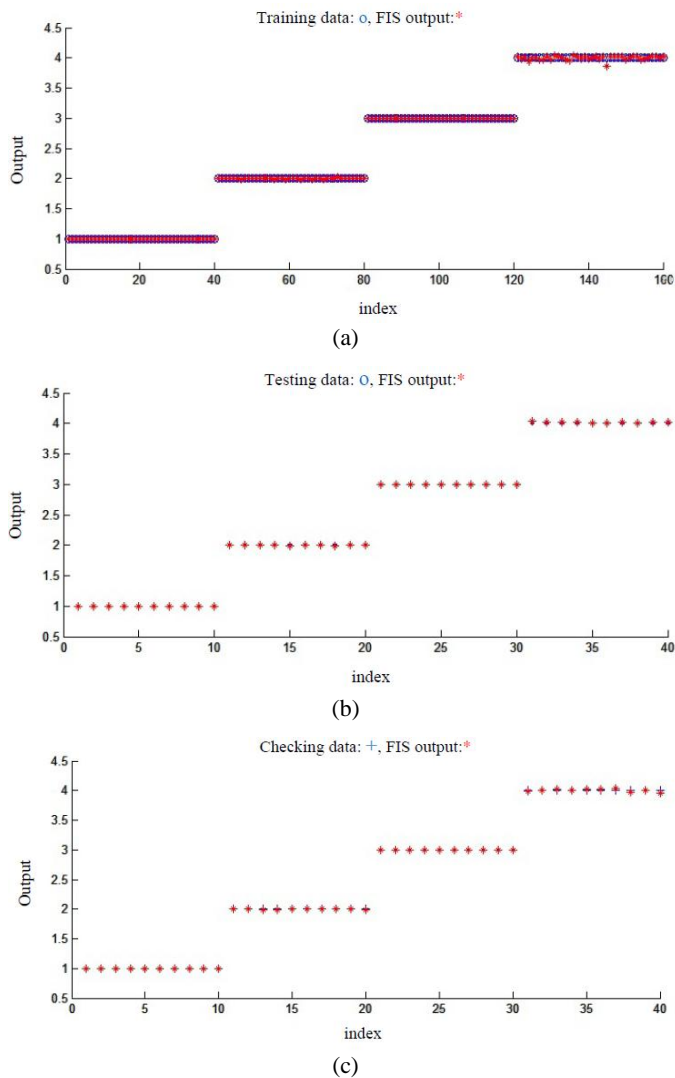 Training data: o, FIS output:*
4.5
4
3.5
3
2.5
2
1.5
1
0.5
Output
0 20 40 60 80 100 120 140 160
index
(a)
Testing data: o, FIS output:*
4.5
4
3.5
3
2.5
2
1.5
1
0.5
Output
0 5 10 15 20 25 30 35 40
index
(b)
Checking data: +, FIS output:*
4.5
4
3.5
3
2.5
2
1.5
1
0.5
Output
0 5 10 15 20 25 30 35 40
index
(c)